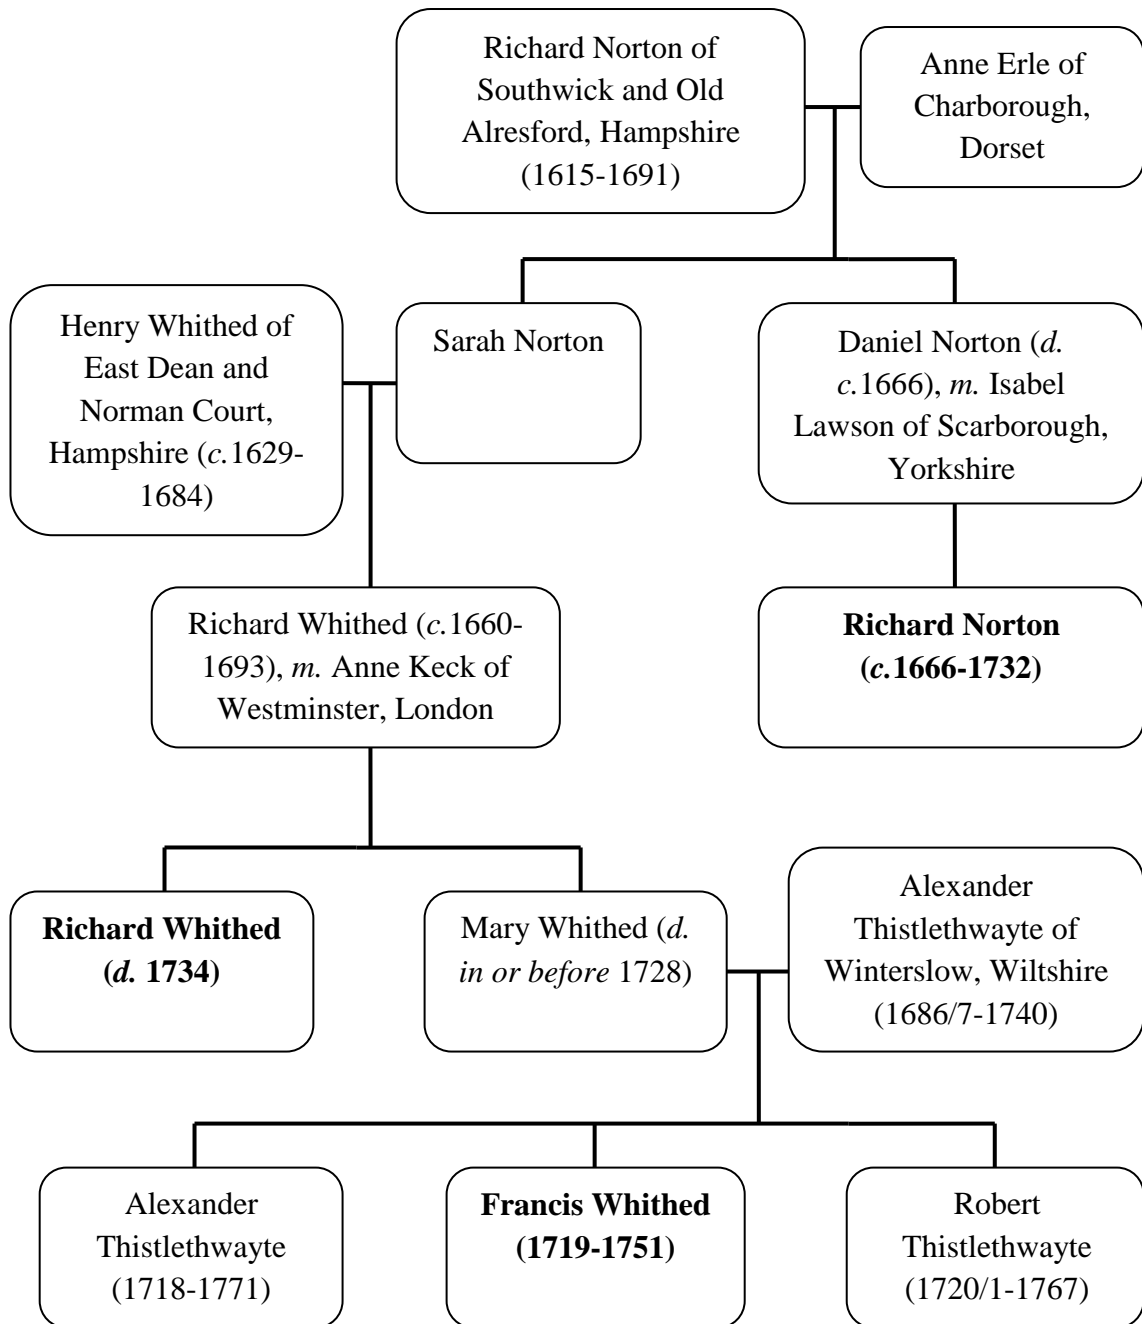 Richard Norton of
Southwick and Old
Alresford, Hampshire
(1615-1691)
Anne Erle of
Charborough,
Dorset
Henry Whithed of
East Dean and
Norman Court,
Hampshire (c.1629-
1684)
Sarah Norton
Daniel Norton (d.
c.1666), m. Isabel
Lawson of Scarborough,
Yorkshire
Richard Whithed (c.1660-
1693), m. Anne Keck of
Westminster, London
Richard Norton
(c.1666-1732)
Richard Whithed
(d. 1734)
Mary Whithed (d.
in or before 1728)
Alexander
Thistlethwayte of
Winterslow, Wiltshire
(1686/7-1740)
Alexander
Thistlethwayte
(1718-1771)
Francis Whithed
(1719-1751)
Robert
Thistlethwayte
(1720/1-1767)